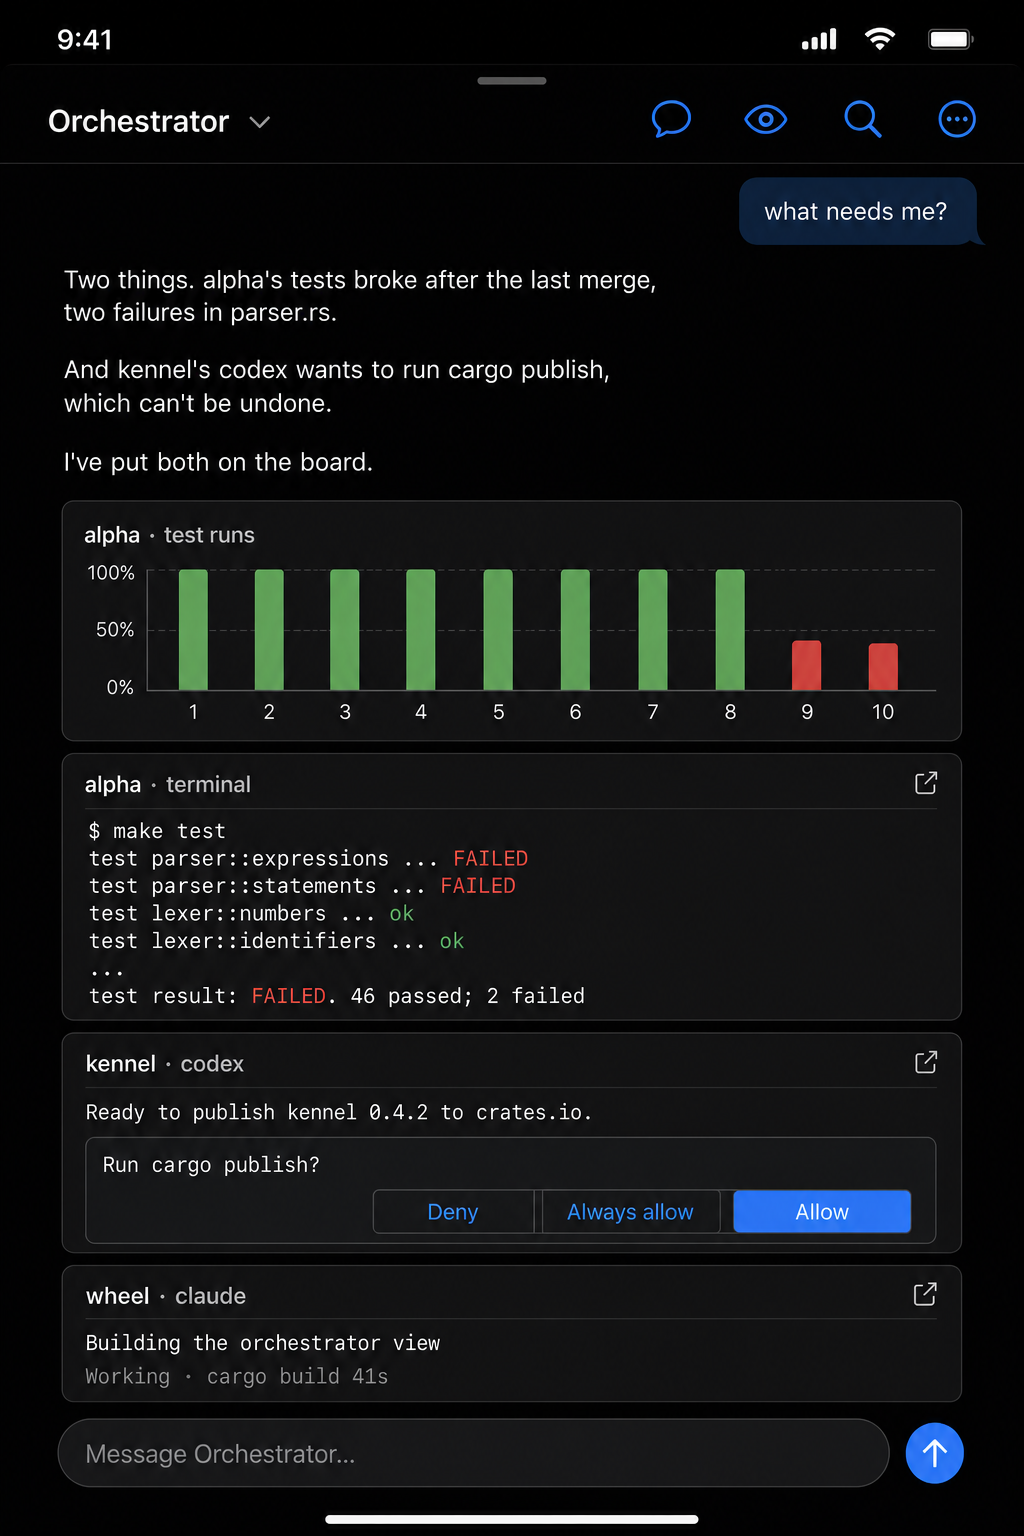 9:41
Orchestrator
what needs me?
Two things. alpha's tests broke after the last merge,
two failures in parser.rs.
And kennel's codex wants to run cargo publish,
which can't be undone.
I've put both on the board.
alpha · test runs
100%
50%
0%
1 2 3 4 5 6 7 8 9 10
alpha · terminal
$ make test
test parser::expressions ... FAILED
test parser::statements ... FAILED
test lexer::numbers ... ok
test lexer::identifiers ... ok
...
test result: FAILED. 46 passed; 2 failed
kennel · codex
Ready to publish kennel 0.4.2 to crates.io.
Run cargo publish?
Deny Always allow Allow
wheel · claude
Building the orchestrator view
Working · cargo build 41s
Message Orchestrator...